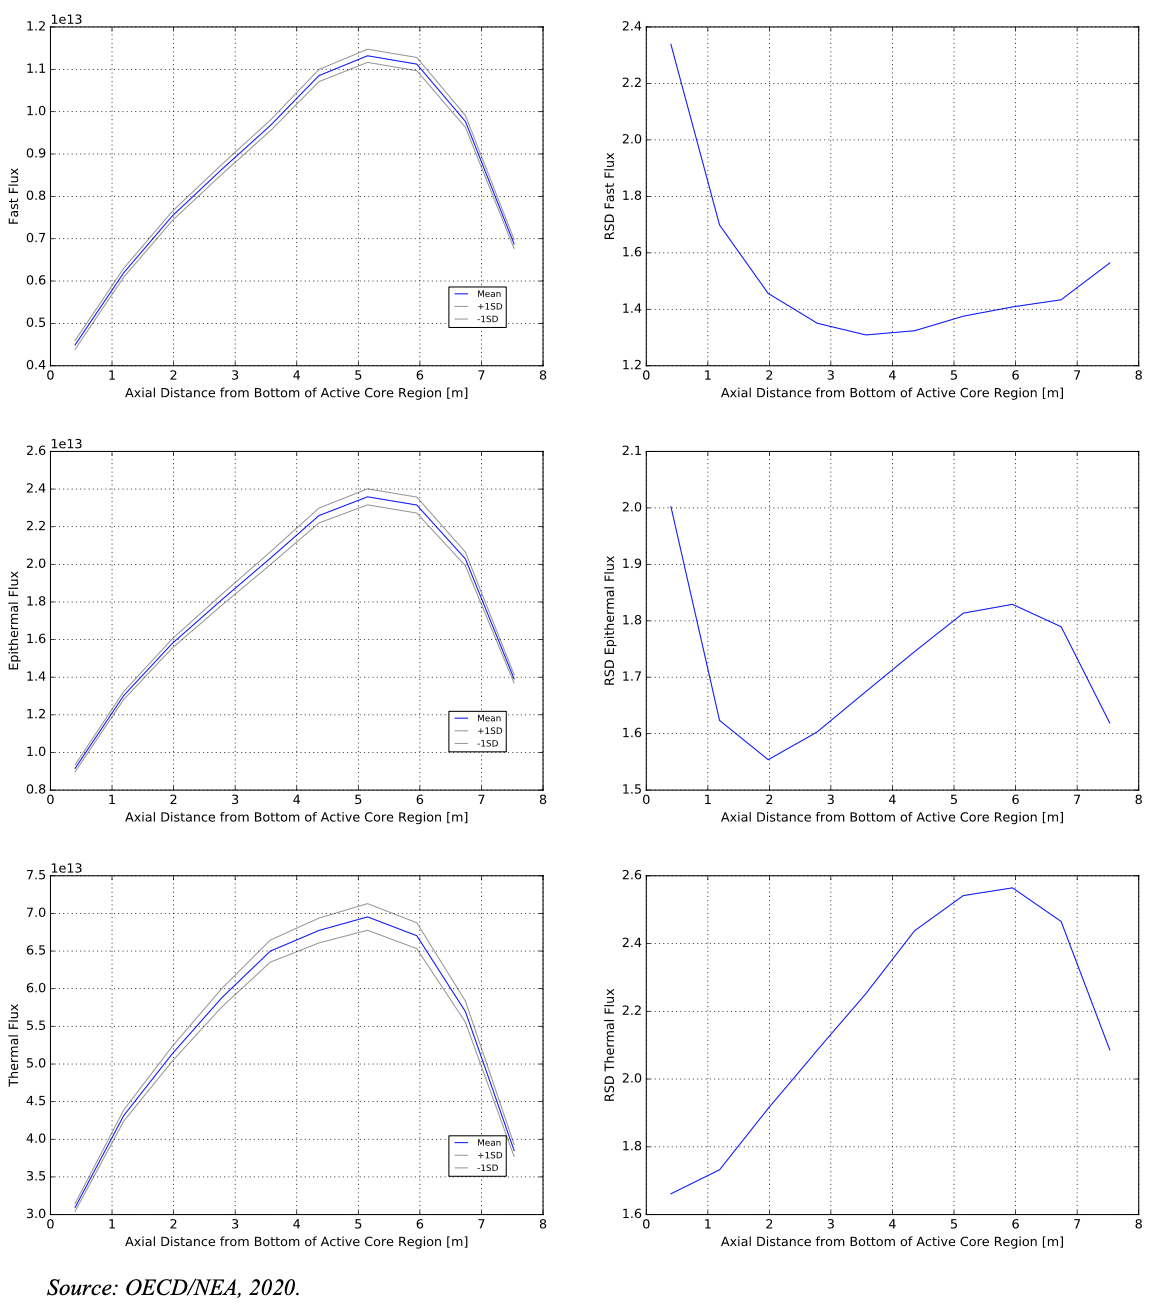 1e13
1.2
1.1
1.0
0.9
0.8
0.7
0.6
0.5
0.4
Fast Flux
Mean
+1SD
-1SD
0 1 2 3 4 5 6 7 8
Axial Distance from Bottom of Active Core Region [m]
2.4
2.2
2.0
1.8
1.6
1.4
1.2
RSD Fast Flux
0 1 2 3 4 5 6 7 8
Axial Distance from Bottom of Active Core Region [m]
1e13
2.6
2.4
2.2
2.0
1.8
1.6
1.4
1.2
1.0
0.8
Epithermal Flux
Mean
+1SD
-1SD
0 1 2 3 4 5 6 7 8
Axial Distance from Bottom of Active Core Region [m]
2.1
2.0
1.9
1.8
1.7
1.6
1.5
RSD Epithermal Flux
0 1 2 3 4 5 6 7 8
Axial Distance from Bottom of Active Core Region [m]
1e13
7.5
7.0
6.5
6.0
5.5
5.0
4.5
4.0
3.5
3.0
Thermal Flux
Mean
+1SD
-1SD
0 1 2 3 4 5 6 7 8
Axial Distance from Bottom of Active Core Region [m]
2.6
2.4
2.2
2.0
1.8
1.6
RSD Thermal Flux
0 1 2 3 4 5 6 7 8
Axial Distance from Bottom of Active Core Region [m]
Source: OECD/NEA, 2020.